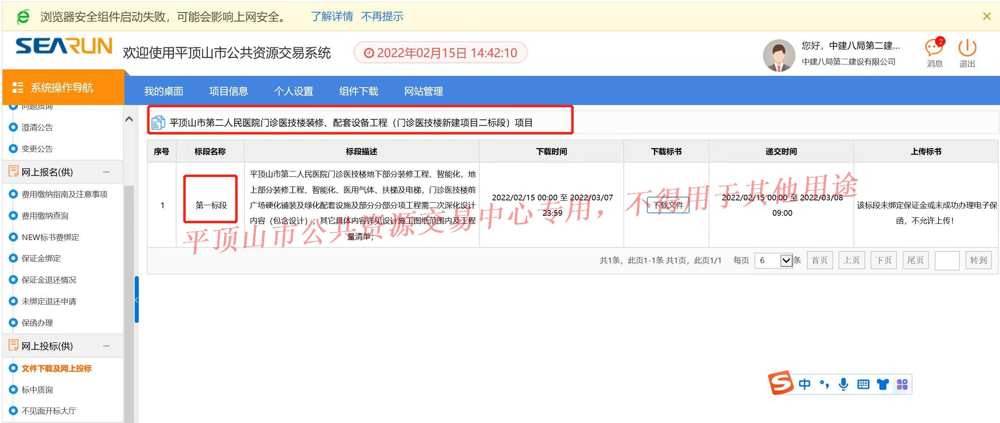 浏览器安全组件启动失败，可能会影响上网安全。 了解详情 不再提示
SEARUN 欢迎使用平顶山市公共资源交易系统 2022年02月15日 14:42:10
您好，中建八局第二建...
中建八局第二建设有限公司
2
消息 退出
系统操作导航 我的桌面 项目信息 个人设置 组件下载 网站管理
问题质询
澄清公告
变更公告
网上报名(供)
费用缴纳指南及注意事项
费用缴纳查询
NEW标书费绑定
保证金绑定
保证金退还情况
未绑定退还申请
保函办理
网上投标(供)
文件下载及网上投标
标中质询
不见面开标大厅
平顶山市第二人民医院门诊医技楼装修、配套设备工程（门诊医技楼新建项目二标段）项目
序号 标段名称 标段描述 下载时间 下载标书 递交时间 上传标书
1
第一标段
平顶山市第二人民医院门诊医技楼地下部分装修工程、智能化，地
上部分装修工程、智能化、医用气体、扶梯及电梯，门诊医技楼前
广场硬化铺装及绿化配套设施及部分分部分项工程需二次深化设计
内容（包含设计）；其它具体内容详见设计施工图纸范围内及工程
量清单；
2022/02/15 00:00 至 2022/03/07
23:59
下载文件
2022/02/15 00:00 至 2022/03/08
09:00
该标段未绑定保证金或未成功办理电子保
函，不允许上传！
平顶山市公共资源交易中心专用，不得用于其他用途
共1条，此页1-1条 共1页，此页1/1 每页 6 条 首页 上页 下页 尾页 转到
中